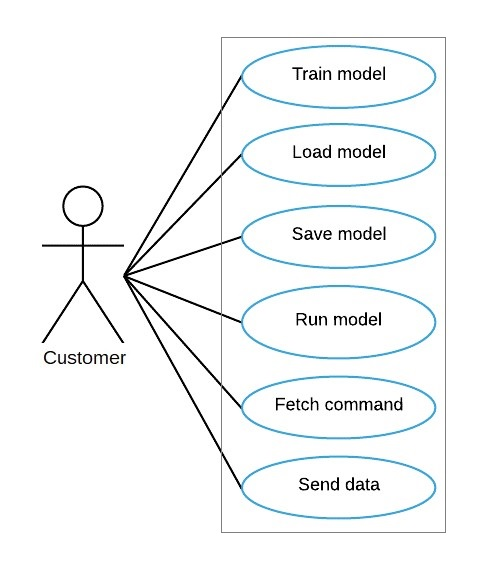 Train model
Load model
Save model
Run model
Customer
Fetch command
Send data